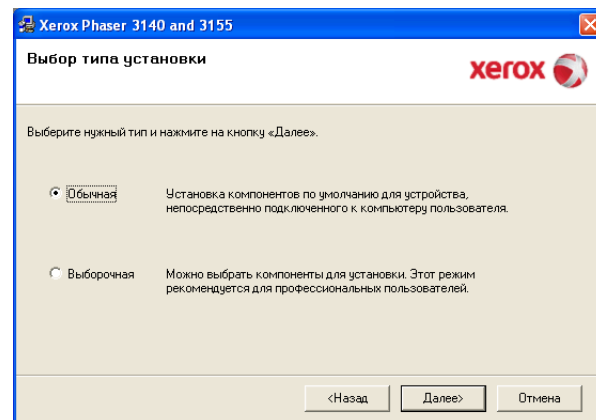 Xerox Phaser 3140 and 3155
Выбор типа установки
xerox
Выберите нужный тип и нажмите на кнопку «Далее».
Обычная
Установка компонентов по умолчанию для устройства,
непосредственно подключенного к компьютеру пользователя.
Выборочная
Можно выбрать компоненты для установки. Этот режим
рекомендуется для профессиональных пользователей.
<Назад
Далее>
Отмена